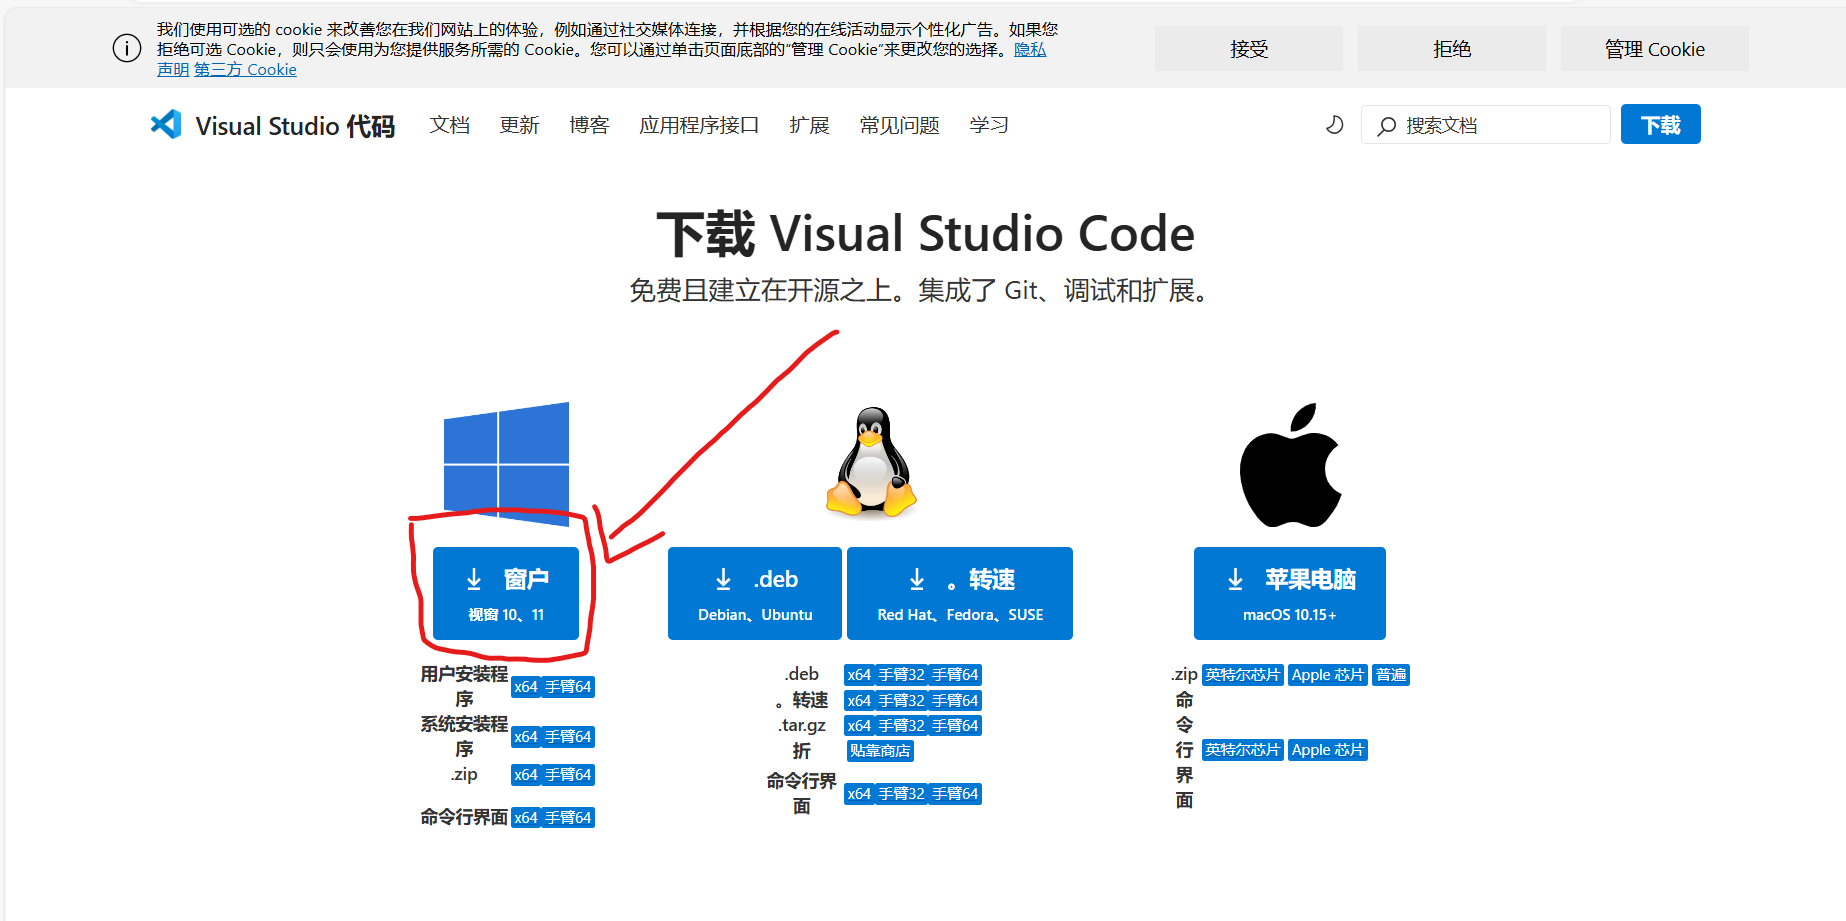 我们使用可选的 cookie 来改善您在我们网站上的体验，例如通过社交媒体连接，并根据您的在线活动显示个性化广告。如果您
拒绝可选 Cookie，则只会使用为您提供服务所需的 Cookie。您可以通过单击页面底部的“管理 Cookie”来更改您的选择。隐私
声明 第三方 Cookie
接受
拒绝
管理 Cookie
Visual Studio 代码
文档
更新
博客
应用程序接口
扩展
常见问题
学习
搜索文档
下载
下载 Visual Studio Code
免费且建立在开源之上。集成了 Git、调试和扩展。
窗户
视窗 10、11
用户安装程
序
x64 手臂64
系统安装程
序
x64 手臂64
.zip x64 手臂64
命令行界面 x64 手臂64
.deb
Debian、Ubuntu
。转速
Red Hat、Fedora、SUSE
.deb x64 手臂32 手臂64
。转速 x64 手臂32 手臂64
.tar.gz x64 手臂32 手臂64
折 贴靠商店
命令行界
面
x64 手臂32 手臂64
苹果电脑
macOS 10.15+
.zip 英特尔芯片 Apple 芯片 普遍
命
令
行 英特尔芯片 Apple 芯片
界
面